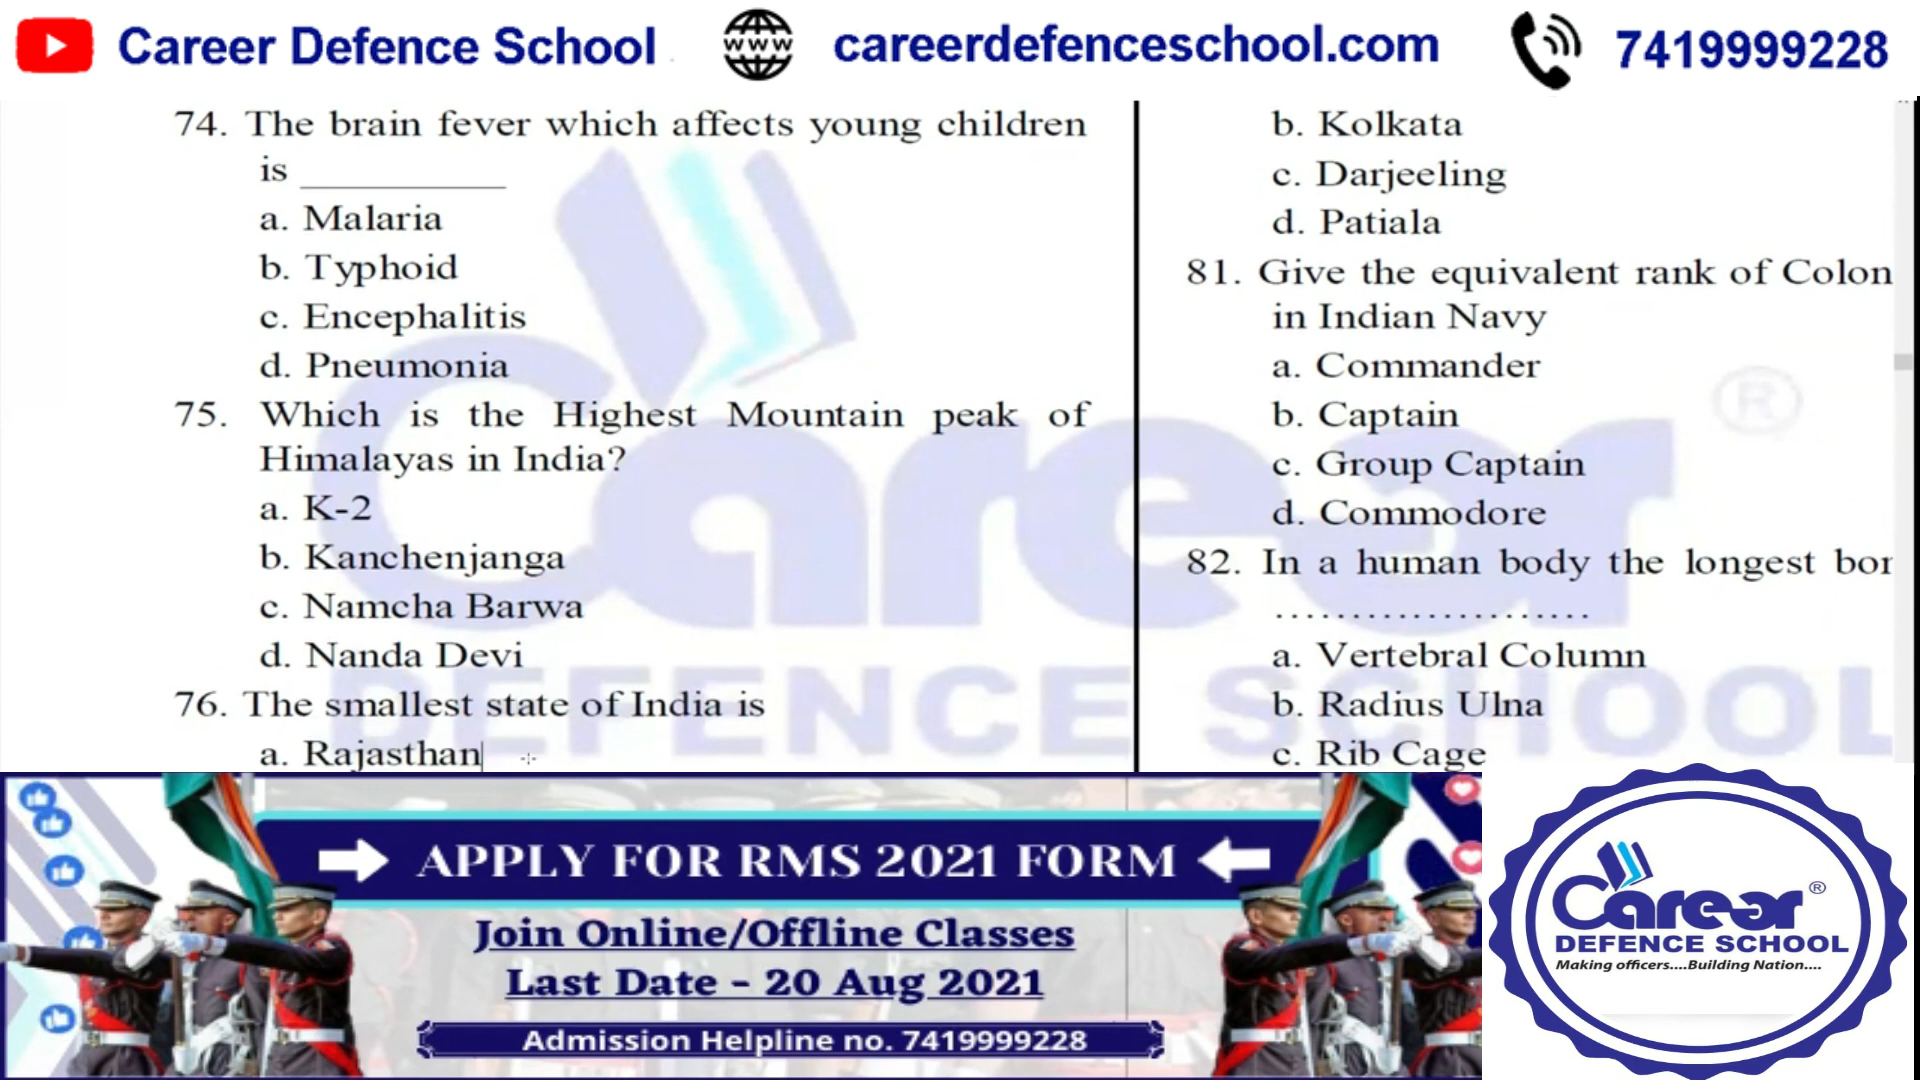 Career Defence School
www
careerdefenceschool.com
7419999228
74. The brain fever which affects young children
is ____________
a. Malaria
b. Typhoid
c. Encephalitis
d. Pneumonia
75. Which is the Highest Mountain peak of
Himalayas in India?
a. K-2
b. Kanchenjanga
c. Namcha Barwa
d. Nanda Devi
76. The smallest state of India is
a. Rajasthan
b. Kolkata
c. Darjeeling
d. Patiala
81. Give the equivalent rank of Colon
in Indian Navy
a. Commander
b. Captain
c. Group Captain
d. Commodore
82. In a human body the longest
.....................
a. Vertebral Column
b. Radius Ulna
c. Rib Cage
Career ®
DEFENCE SCHOOL
APPLY FOR RMS 2021 FORM
Join Online/Offline Classes
Last Date - 20 Aug 2021
Admission Helpline no. 7419999228
Career ®
DEFENCE SCHOOL
Making officers....Building Nation....